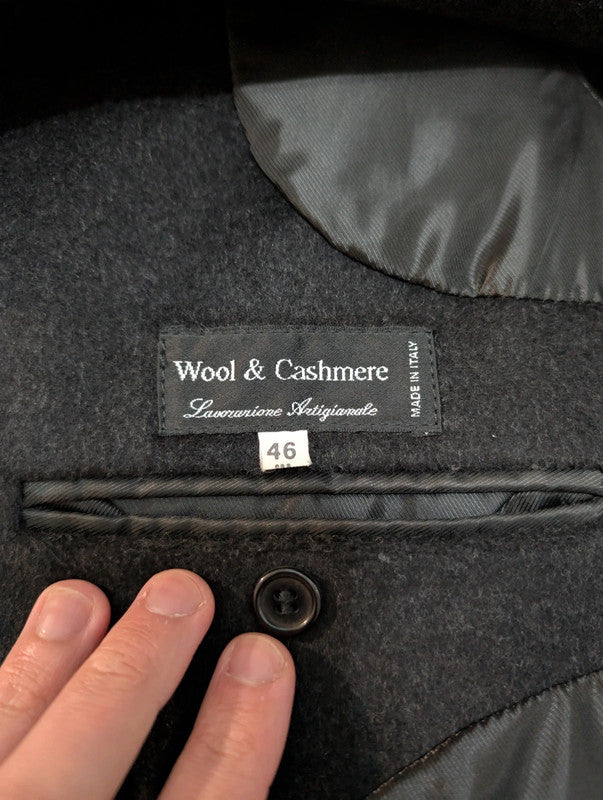 Wool & Cashmere
Lavorazione Artigianale
MADE IN ITALY
46